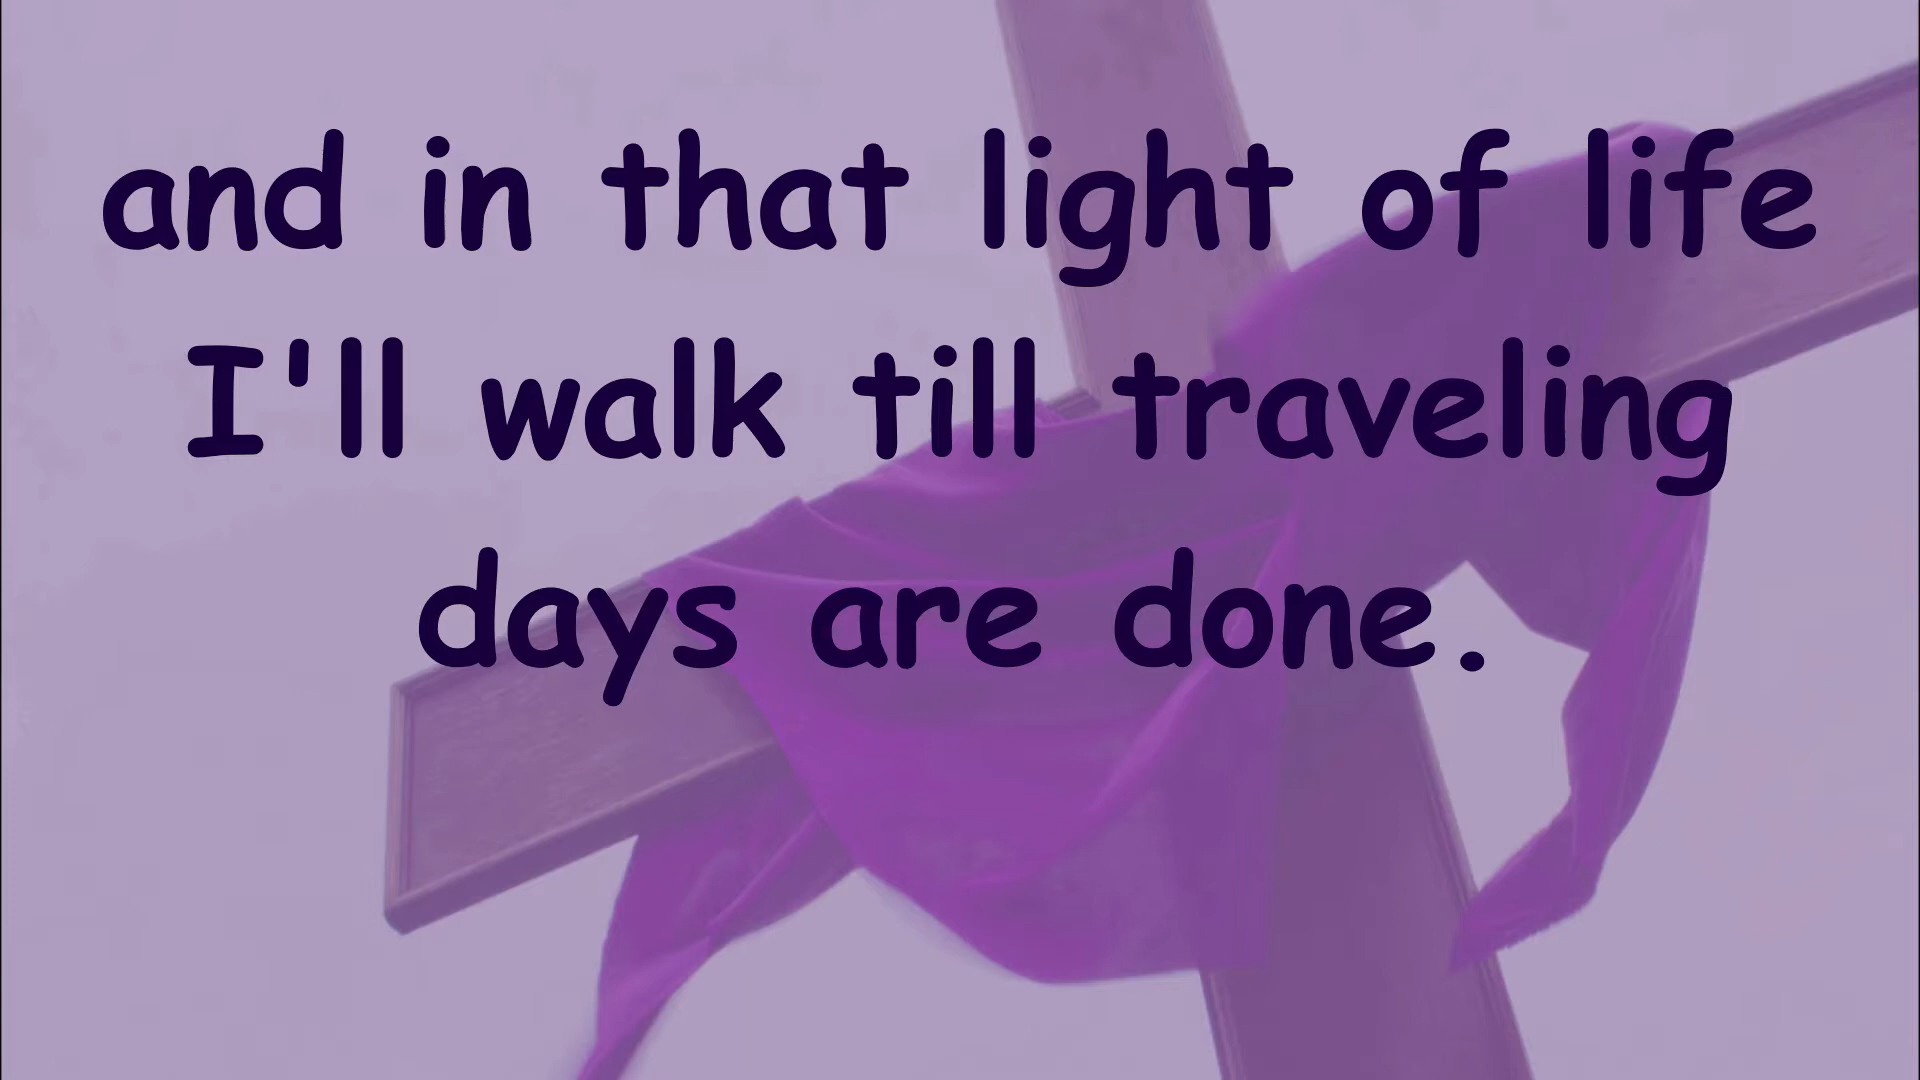 and in that light of life
I'll walk till traveling
days are done.